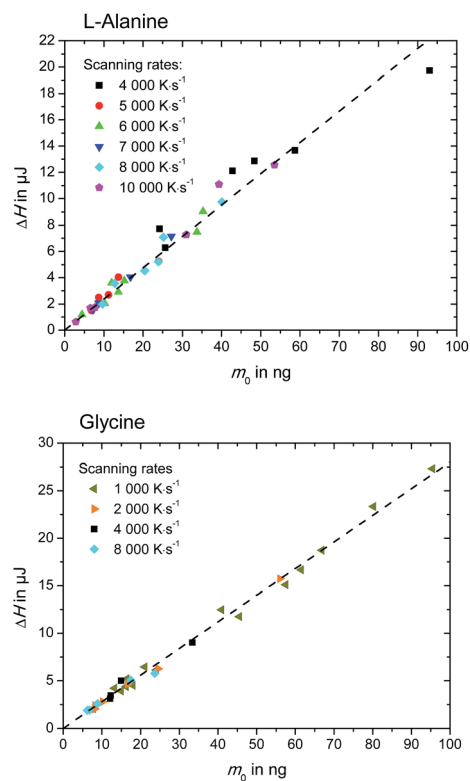 L-Alanine
22
20
18
16
14
12
10
8
6
4
2
0
ΔH in μJ
Scanning rates:
4 000 K·s⁻¹
5 000 K·s⁻¹
6 000 K·s⁻¹
7 000 K·s⁻¹
8 000 K·s⁻¹
10 000 K·s⁻¹
0 10 20 30 40 50 60 70 80 90 100
m₀ in ng
Glycine
30
25
20
15
10
5
0
ΔH in μJ
Scanning rates
1 000 K·s⁻¹
2 000 K·s⁻¹
4 000 K·s⁻¹
8 000 K·s⁻¹
0 10 20 30 40 50 60 70 80 90 100
m₀ in ng